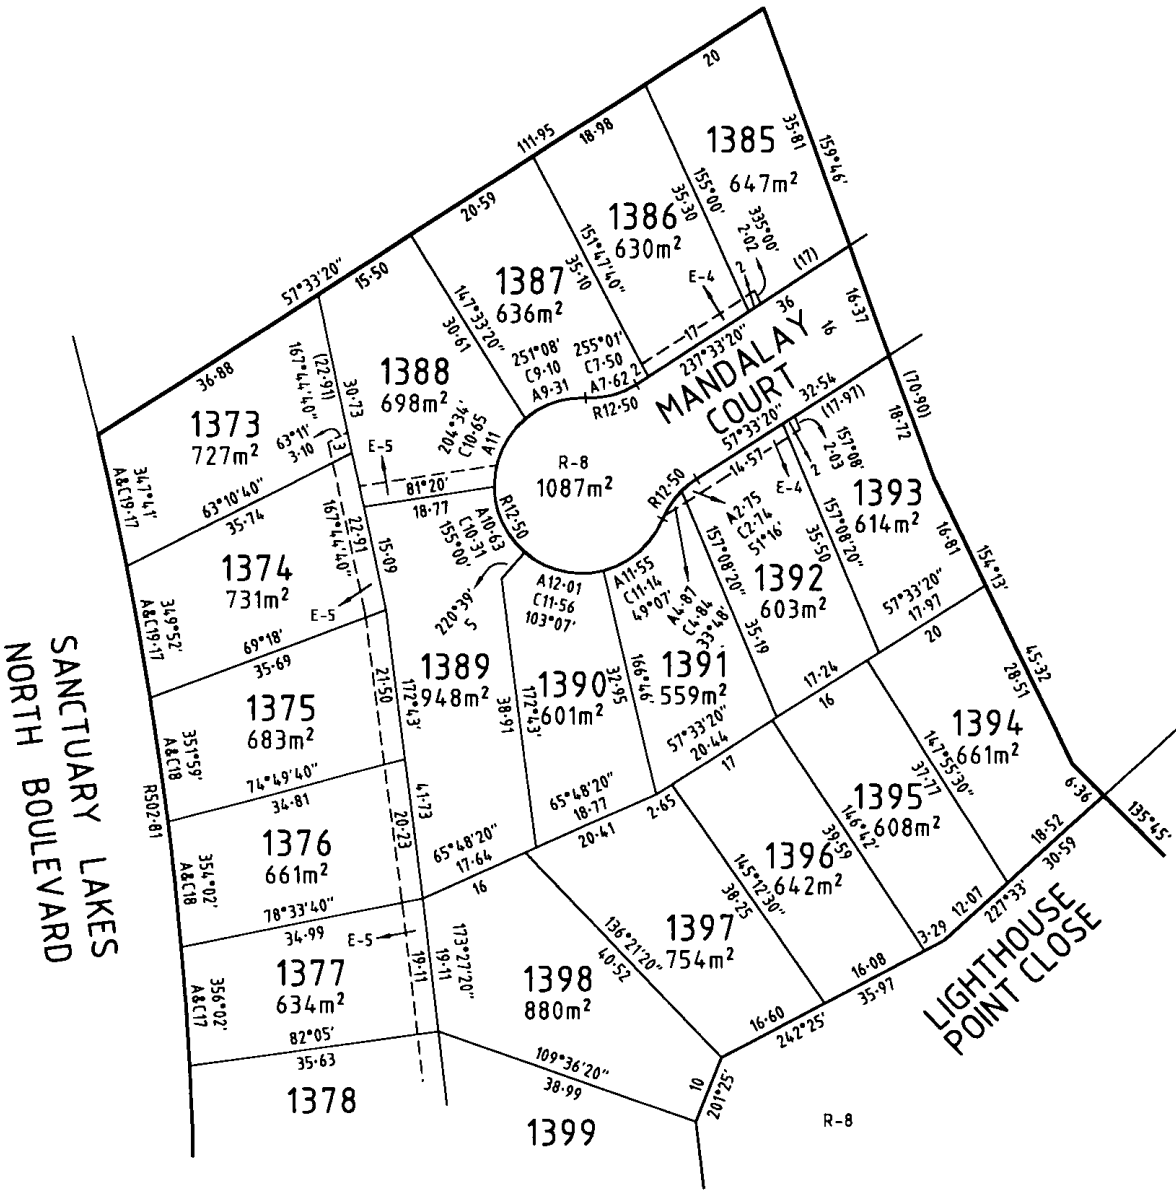 20
111·95
18·98
35·81
159°46'
1385
647m²
155°00'
35·30
335°00'
2·02
20·59
1386
630m²
151°47'40"
35·10
E-4
2
(17)
57°33'20"
15·50
1387
636m²
147°33'20"
30·61
17
36
237°33'20"
16
16·37
251°08'
C9·10
A9·31
255°01'
C7·50
A7·62
2
R12·50
MANDALAY
COURT
36·88
167°44'40"
(22·91)
30·73
1388
698m²
204°34'
C10·65
A11
32·54
57°33'20"
(17·97)
(70·90)
18·72
1373
727m²
63°11'
3·10
3
E-5
R-8
1087m²
R12·50
14·57
E-4
2
157°08'
2·03
347°41'
A&C19·17
63°10'40"
35·74
81°20'
18·77
R12·50
A10·63
C10·31
155°00'
A2·75
C2·74
51°16'
157°08'20"
35·50
1393
614m²
16·81
154°13'
1374
731m²
167°44'40"
22·91
15·09
A12·01
C11·56
103°07'
A11·55
C11·14
49°07'
A4·87
C4·84
33°48'
157°08'20"
35·19
1392
603m²
57°33'20"
17·97
20
349°52'
A&C19·17
E-5
220°39'
5
69°18'
35·69
1389
948m²
172°43'
21·50
38·91
172°43'
1390
601m²
166°46'
32·95
1391
559m²
17·24
16
45·32
28·51
SANCTUARY LAKES
NORTH BOULEVARD
1375
683m²
351°59'
A&C18
57°33'20"
20·44
17
1394
661m²
147°55'30"
37·77
74°49'40"
34·81
R502·81
41·73
20·23
65°48'20"
18·77
20·41
2·65
1395
608m²
146°42'
39·59
6·36
135°45'
1376
661m²
354°02'
A&C18
65°48'20"
17·64
16
1396
642m²
145°12'30"
38·25
18·52
30·59
78°33'40"
34·99
E-5
173°27'20"
19·11
19·11
136°21'20"
40·52
1397
754m²
3·29
12·07
227°33'
LIGHTHOUSE
POINT CLOSE
1377
634m²
356°02'
A&C17
1398
880m²
16·08
35·97
16·60
242°25'
82°05'
35·63
109°36'20"
38·99
10
201°25'
1378
1399
R-8